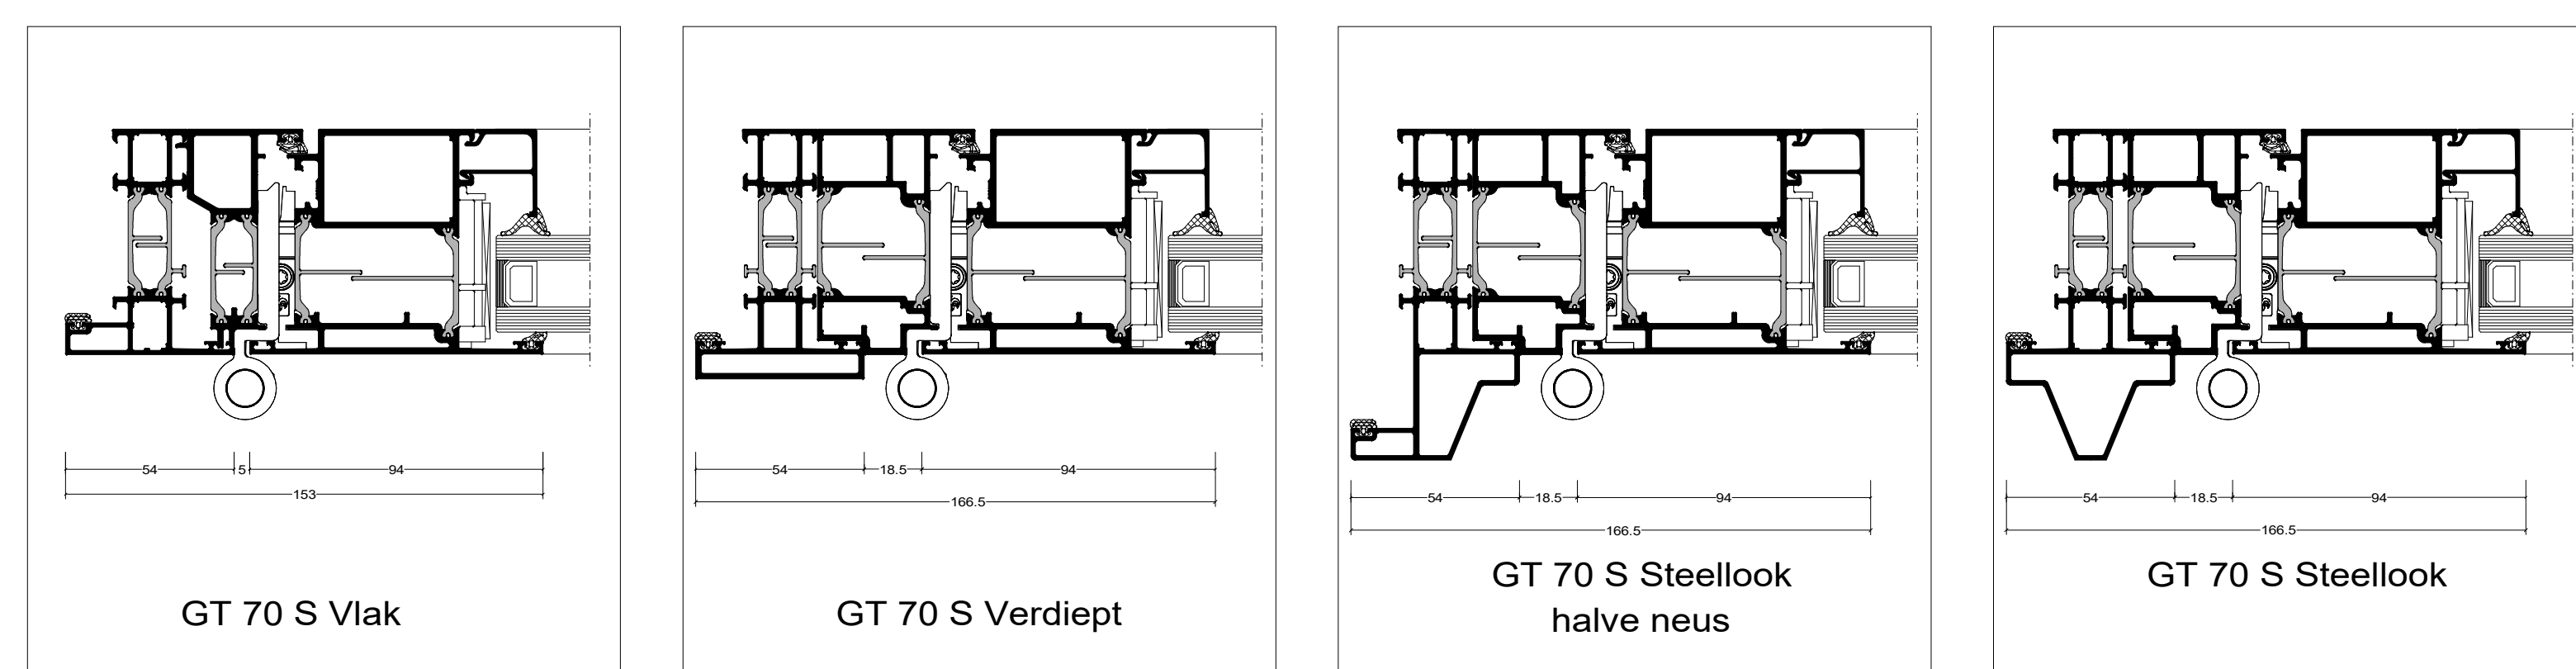 54 5 94
153
GT 70 S Vlak
54 18.5 94
166.5
GT 70 S Verdiept
54 18.5 94
166.5
GT 70 S Steellook
halve neus
54 18.5 94
166.5
GT 70 S Steellook